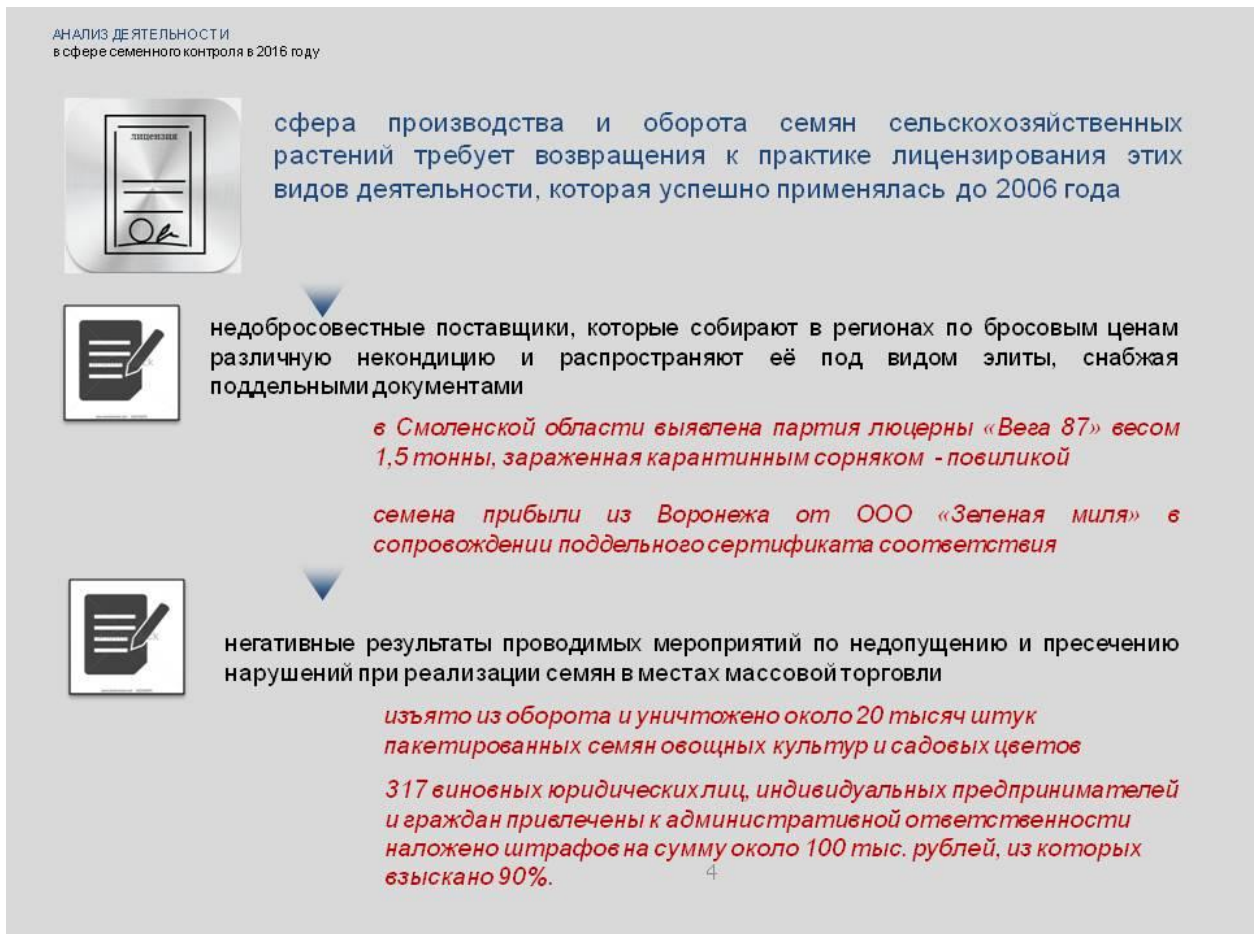 АНАЛИЗ ДЕЯТЕЛЬНОСТИ
в сфере семенного контроля в 2016 году
лицензия
сфера производства и оборота семян сельскохозяйственных
растений требует возвращения к практике лицензирования этих
видов деятельности, которая успешно применялась до 2006 года
недобросовестные поставщики, которые собирают в регионах по бросовым ценам
различную некондицию и распространяют её под видом элиты, снабжая
поддельными документами
в Смоленской области выявлена партия люцерны «Вега 87» весом
1,5 тонны, зараженная карантинным сорняком - повиликой
семена прибыли из Воронежа от ООО «Зеленая миля» в
сопровождении поддельного сертификата соответствия
негативные результаты проводимых мероприятий по недопущению и пресечению
нарушений при реализации семян в местах массовой торговли
изъято из оборота и уничтожено около 20 тысяч штук
пакетированных семян овощных культур и садовых цветов
317 виновных юридических лиц, индивидуальных предпринимателей
и граждан привлечены к административной ответственности
наложено штрафов на сумму около 100 тыс. рублей, из которых
взыскано 90%.
4